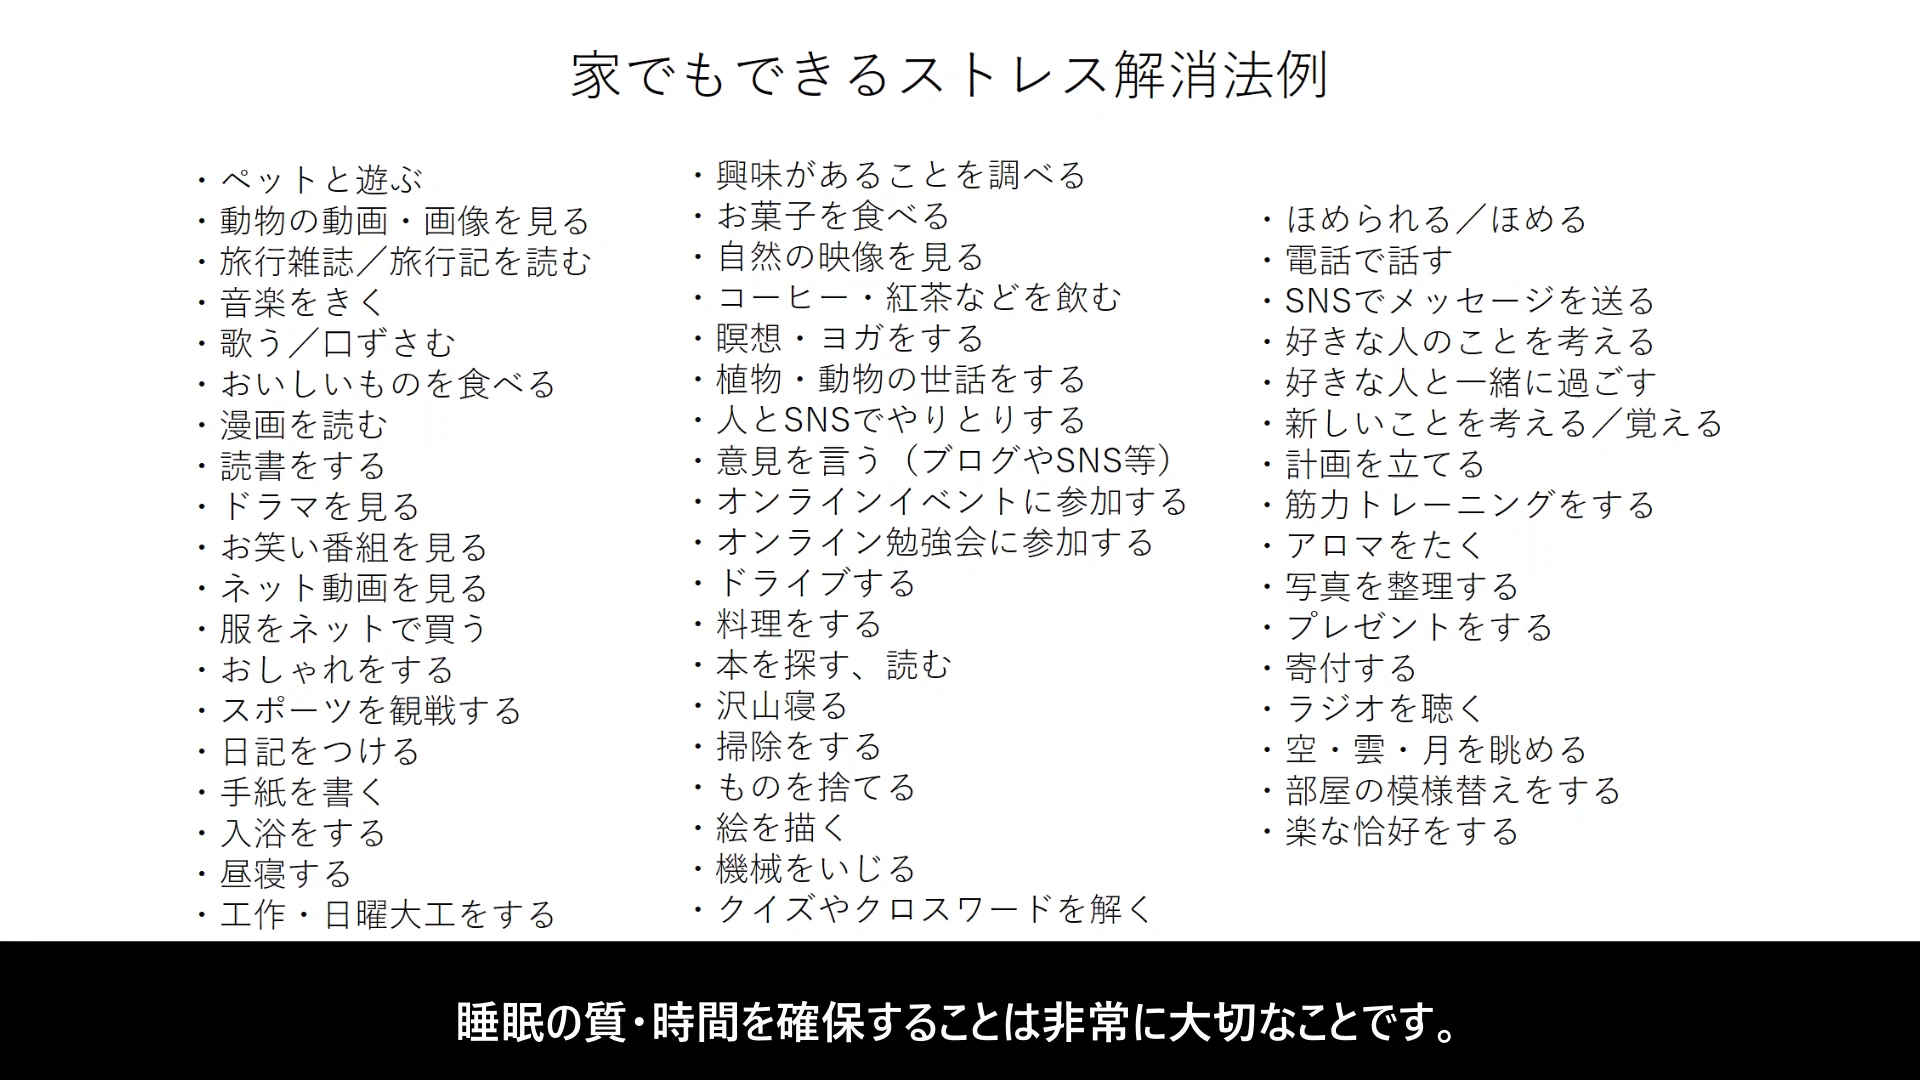 家でもできるストレス解消法例
・ペットと遊ぶ
・動物の動画・画像を見る
・旅行雑誌／旅行記を読む
・音楽をきく
・歌う／口ずさむ
・おいしいものを食べる
・漫画を読む
・読書をする
・ドラマを見る
・お笑い番組を見る
・ネット動画を見る
・服をネットで買う
・おしゃれをする
・スポーツを観戦する
・日記をつける
・手紙を書く
・入浴をする
・昼寝する
・工作・日曜大工をする
・興味があることを調べる
・お菓子を食べる
・自然の映像を見る
・コーヒー・紅茶などを飲む
・瞑想・ヨガをする
・植物・動物の世話をする
・人とSNSでやりとりする
・意見を言う（ブログやSNS等）
・オンラインイベントに参加する
・オンライン勉強会に参加する
・ドライブする
・料理をする
・本を探す、読む
・沢山寝る
・掃除をする
・ものを捨てる
・絵を描く
・機械をいじる
・クイズやクロスワードを解く
・ほめられる／ほめる
・電話で話す
・SNSでメッセージを送る
・好きな人のことを考える
・好きな人と一緒に過ごす
・新しいことを考える／覚える
・計画を立てる
・筋力トレーニングをする
・アロマをたく
・写真を整理する
・プレゼントをする
・寄付する
・ラジオを聴く
・空・雲・月を眺める
・部屋の模様替えをする
・楽な恰好をする
睡眠の質・時間を確保することは非常に大切なことです。